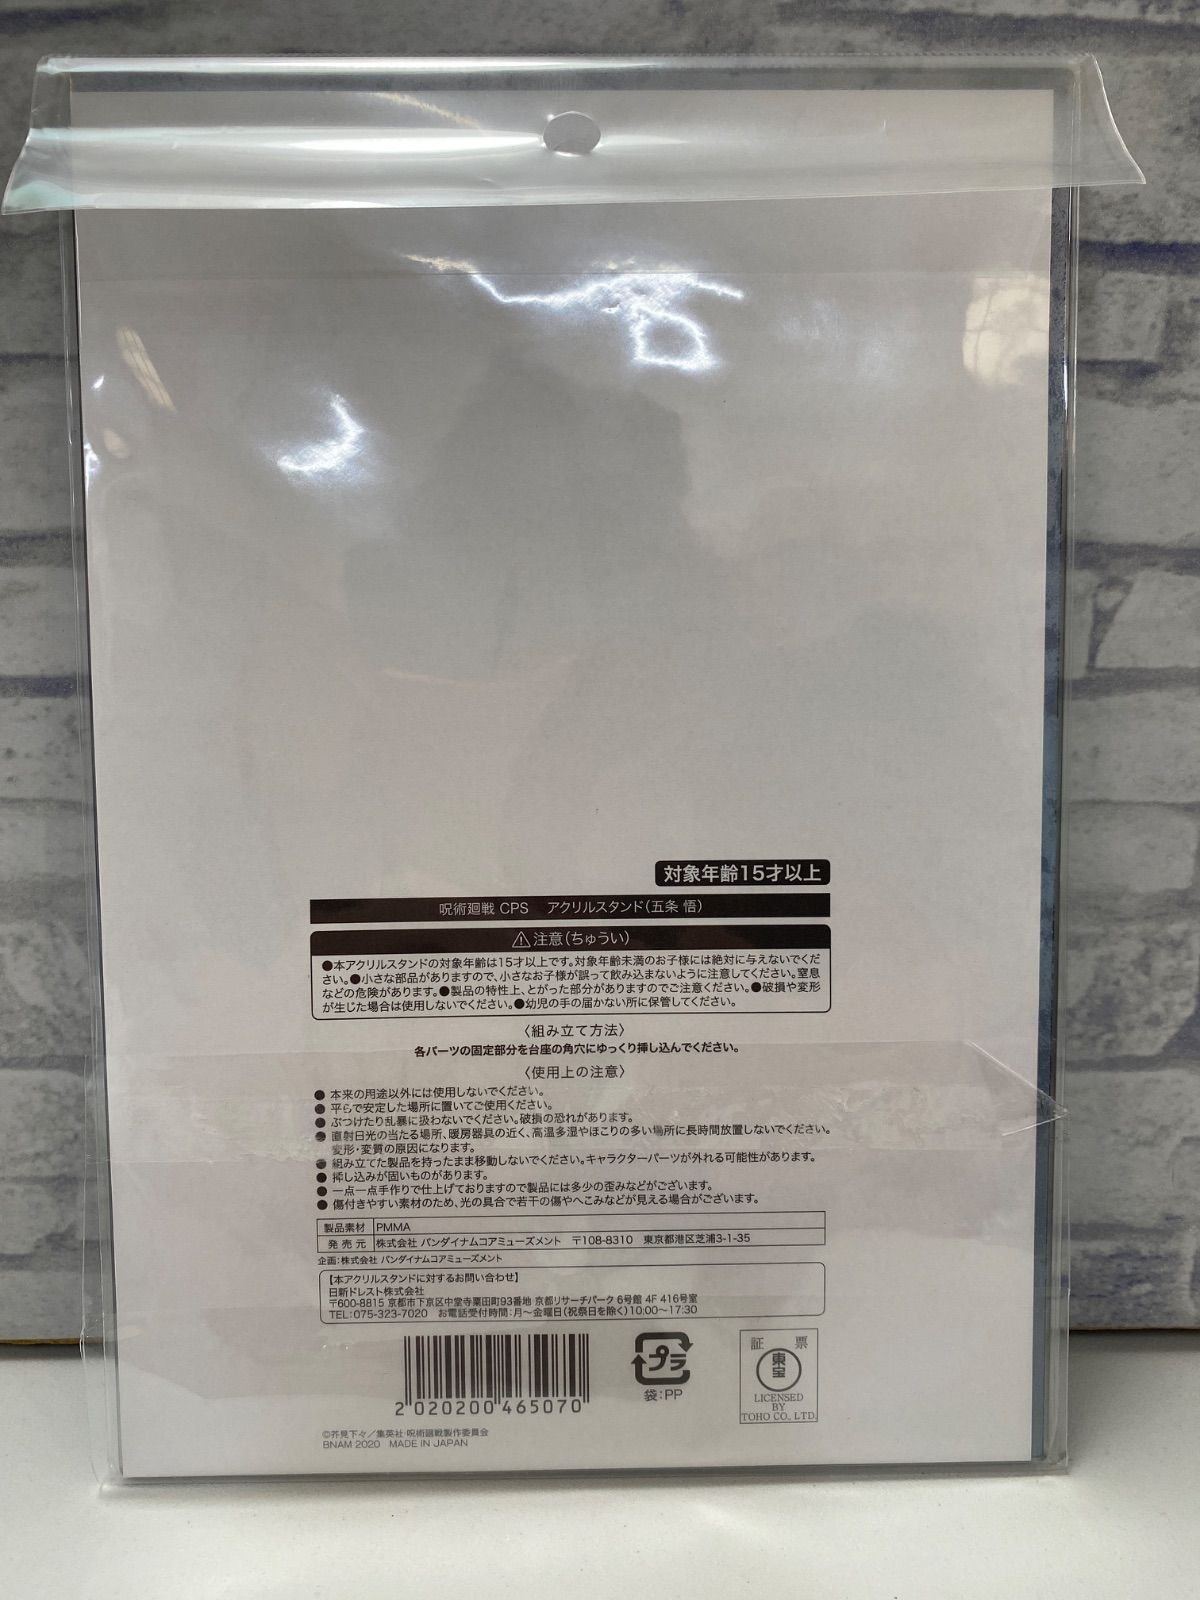 対象年齢15才以上
呪術廻戦 CPS　アクリルスタンド(五条 悟)
⚠注意(ちゅうい)
●本アクリルスタンドの対象年齢は15才以上です。対象年齢未満のお子様には絶対に与えないでくだ
さい。●小さな部品がありますので、小さなお子様が誤って飲み込まないように注意してください。窒息
などの危険があります。●製品の特性上、とがった部分がありますのでご注意ください。●破損や変形
が生じた場合は使用しないでください。●幼児の手の届かない所に保管してください。
〈組み立て方法〉
各パーツの固定部分を台座の角穴にゆっくり挿し込んでください。
〈使用上の注意〉
● 本来の用途以外には使用しないでください。
● 平らで安定した場所に置いてご使用ください。
● ぶつけたり乱暴に扱わないでください。破損の恐れがあります。
● 直射日光の当たる場所、暖房器具の近く、高温多湿やほこりの多い場所に長時間放置しないでください。
変形・変質の原因になります。
● 組み立てた製品を持ったまま移動しないでください。キャラクターパーツが外れる可能性があります。
● 挿し込みが固いものがあります。
● 一点一点手作りで仕上げておりますので製品には多少の歪みなどがございます。
● 傷付きやすい素材のため、光の具合で若干の傷やへこみなどが見える場合がございます。
製品素材 PMMA
発売元 株式会社 バンダイナムコアミューズメント　〒108-8310　東京都港区芝浦3-1-35
企画:株式会社 バンダイナムコアミューズメント
【本アクリルスタンドに対するお問い合わせ】
日新ドレスト株式会社
〒600-8815 京都市下京区中堂寺粟田町93番地 京都リサーチパーク 6号館 4F 416号室
TEL:075-323-7020　お電話受付時間:月〜金曜日(祝祭日を除く)10:00〜17:30
2 020200 465070
プラ
袋:PP
証 票
東宝
LICENSED
BY
TOHO CO., LTD.
©芥見下々／集英社・呪術廻戦製作委員会
BNAM 2020　MADE IN JAPAN